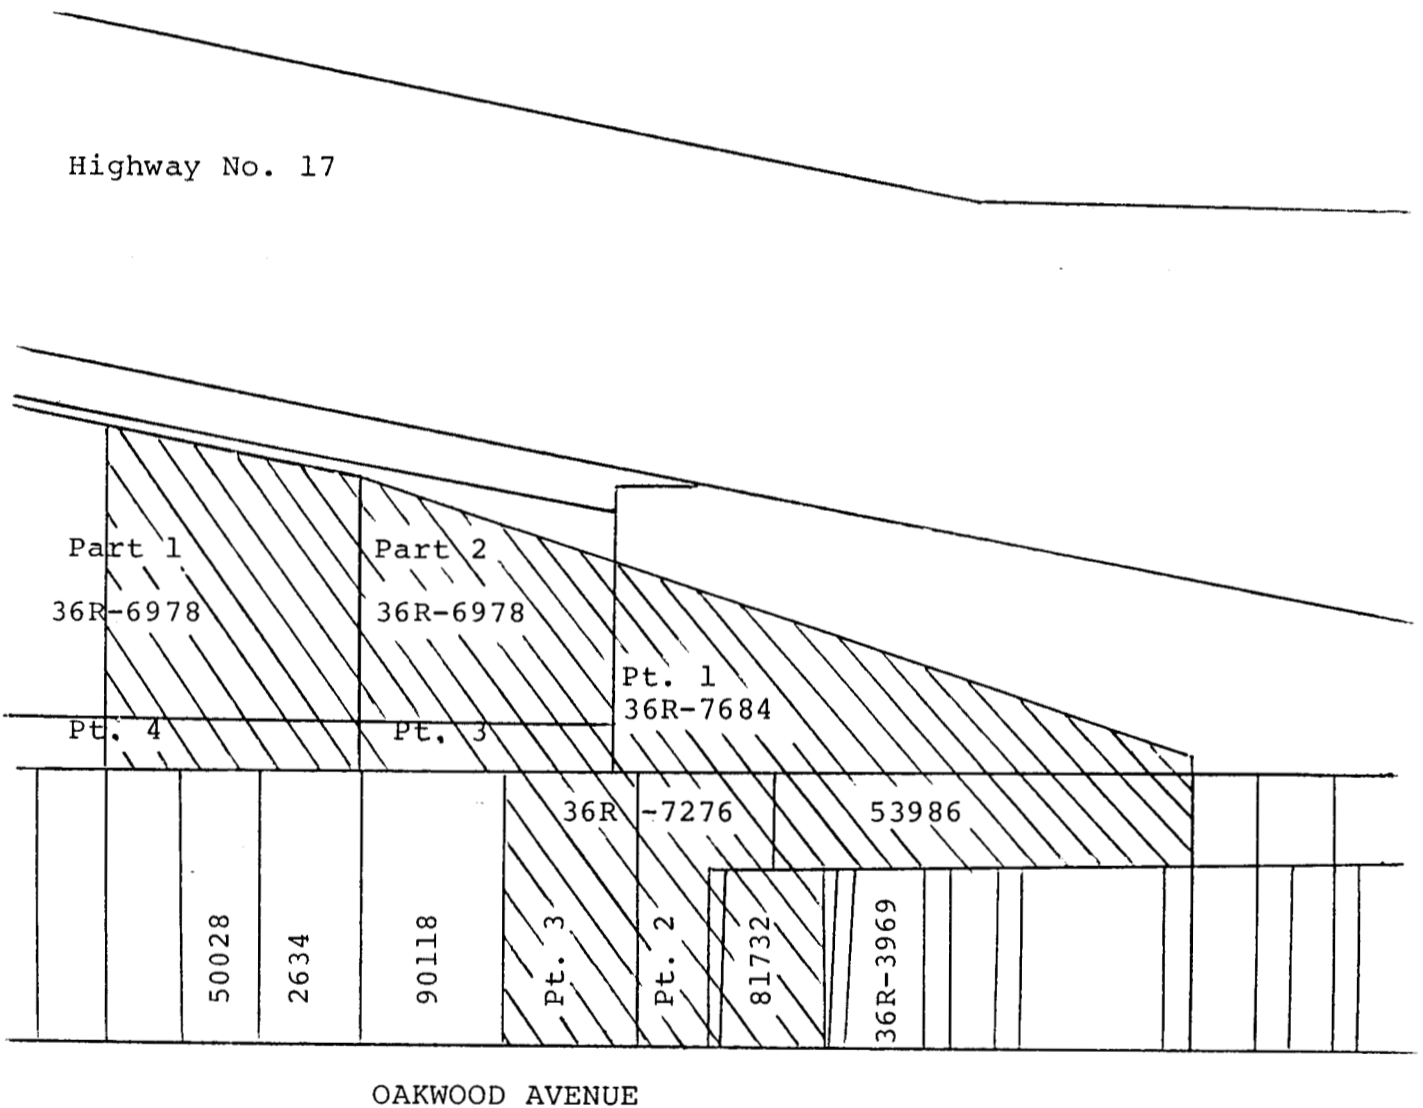 Highway No. 17
Part 1
36R-6978
Part 2
36R-6978
Pt. 1
36R-7684
Pt. 4
Pt. 3
36R -7276
53986
50028
2634
90118
Pt. 3
Pt. 2
81732
36R-3969
OAKWOOD AVENUE